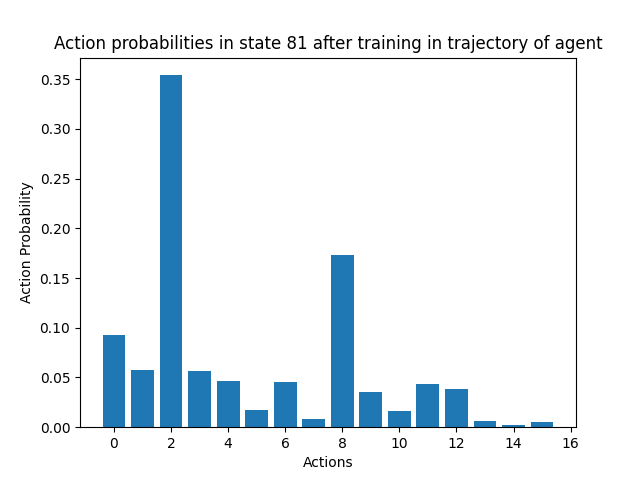 Action probabilities in state 81 after training in trajectory of agent
0.35
0.30
0.25
0.20
0.15
0.10
0.05
0.00
Action Probability
0 2 4 6 8 10 12 14 16
Actions